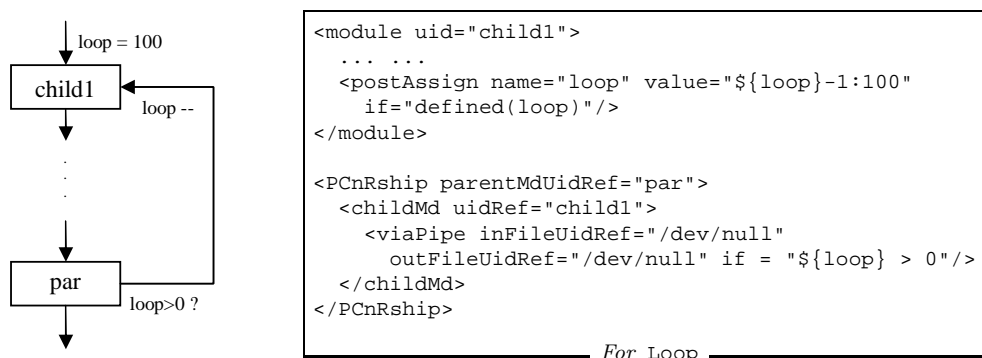 loop = 100
child1
loop --
par
loop>0 ?
<module uid="child1">
  ... ...
  <postAssign name="loop" value="${loop}-1:100"
    if="defined(loop)"/>
</module>
<PCnRship parentMdUidRef="par">
  <childMd uidRef="child1">
    <viaPipe inFileUidRef="/dev/null"
      outFileUidRef="/dev/null" if = "${loop} > 0"/>
  </childMd>
</PCnRship>
For Loop